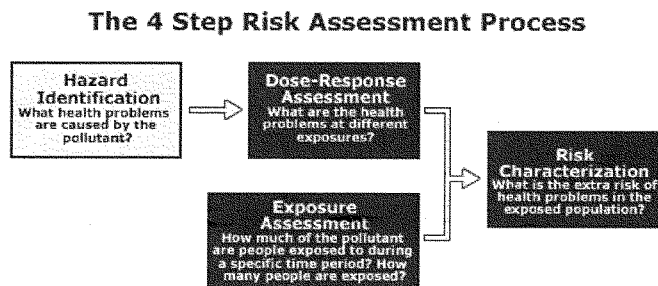 The 4 Step Risk Assessment Process
Hazard
Identification
What health problems
are caused by the
pollutant?
Dose-Response
Assessment
What are the health
problems at different
exposures?
Exposure
Assessment
How much of the pollutant
are people exposed to during
a specific time period? How
many people are exposed?
Risk
Characterization
What is the extra risk of
health problems in the
exposed population?